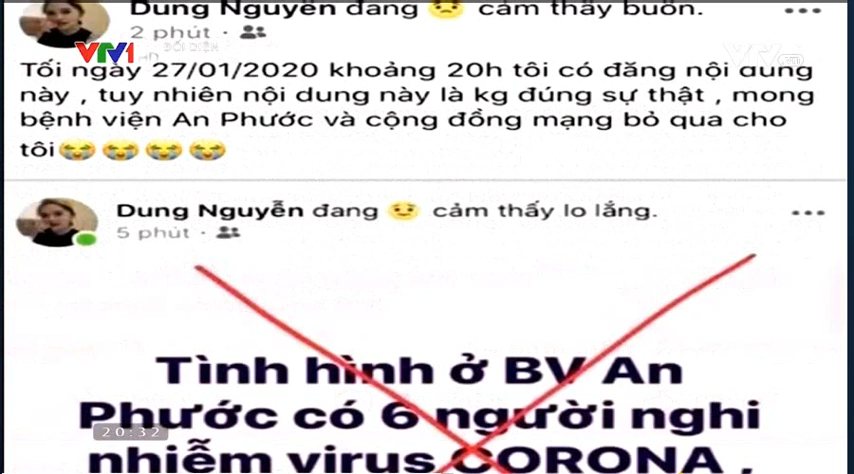 Dung Nguyễn đang 😟 cảm thấy buồn.
2 phút
VTV1
ĐỐI DIỆN
Tối ngày 27/01/2020 khoảng 20h tôi có đăng nội dung
này , tuy nhiên nội dung này là kg đúng sự thật , mong
bệnh viện An Phước và cộng đồng mạng bỏ qua cho
tôi😭😭😭😭
Dung Nguyễn đang 😟 cảm thấy lo lắng.
5 phút
Tình hình ở BV An
Phước có 6 người nghi
20:32
nhiễm virus CORONA ,